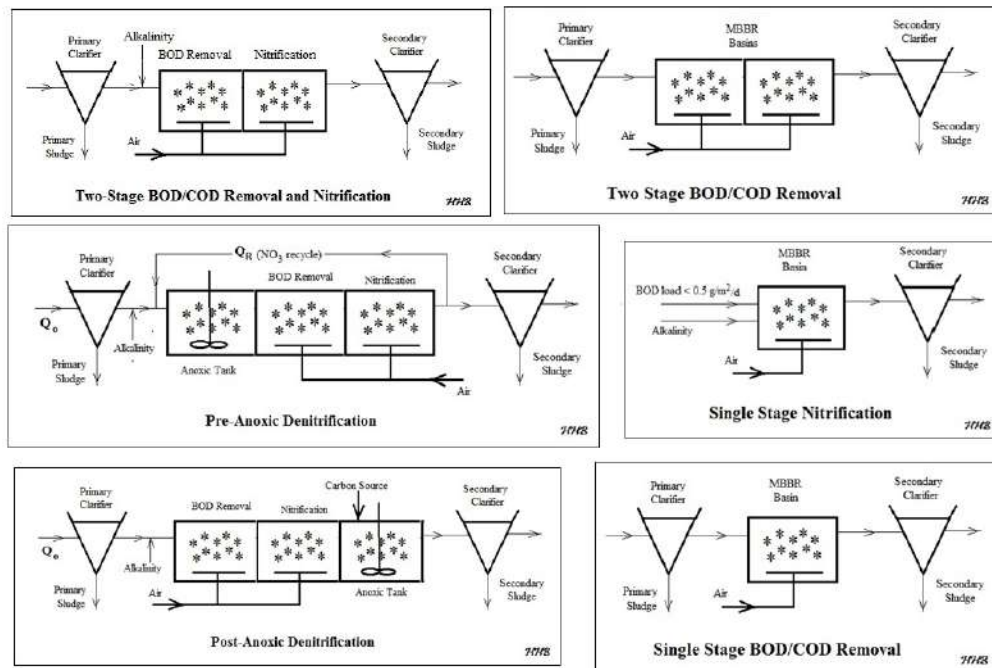 Primary
Clarifier
Alkalinity
BOD Removal
Nitrification
Secondary
Clarifier
Primary
Sludge
Air
Secondary
Sludge
Two-Stage BOD/COD Removal and Nitrification
HHB
Primary
Clarifier
MBBR
Basins
Secondary
Clarifier
Primary
Sludge
Air
Secondary
Sludge
Two Stage BOD/COD Removal
HHB
Primary
Clarifier
QR (NO3 recycle)
BOD Removal
Nitrification
Secondary
Clarifier
Qo
Primary
Sludge
Alkalinity
Anoxic Tank
Air
Secondary
Sludge
Pre-Anoxic Denitrification
HHB
MBBR
Basin
Secondary
Clarifier
BOD load < 0.5 g/m²/d
Alkalinity
Air
Secondary
Sludge
Single Stage Nitrification
HHB
Primary
Clarifier
BOD Removal
Nitrification
Carbon Source
Secondary
Clarifier
Qo
Primary
Sludge
Alkalinity
Air
Anoxic Tank
Secondary
Sludge
Post-Anoxic Denitrification
HHB
Primary
Clarifier
MBBR
Basin
Secondary
Clarifier
Primary
Sludge
Air
Secondary
Sludge
Single Stage BOD/COD Removal
HHB